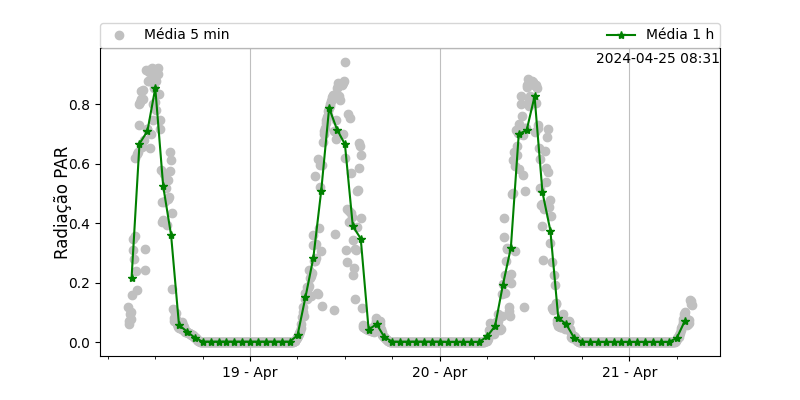 Média 5 min
Média 1 h
2024-04-25 08:31
Radiação PAR
0.8
0.6
0.4
0.2
0.0
19 - Apr
20 - Apr
21 - Apr